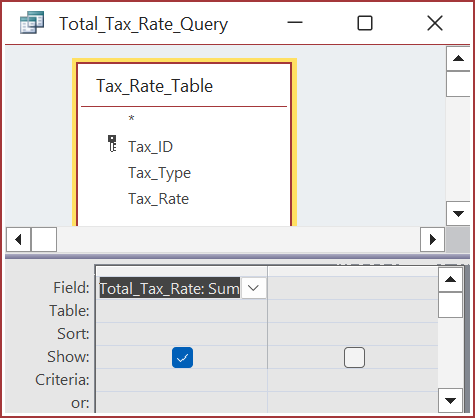 Total_Tax_Rate_Query
Tax_Rate_Table
*
Tax_ID
Tax_Type
Tax_Rate
Field: Total_Tax_Rate: Sum
Table:
Sort:
Show:
Criteria:
or: